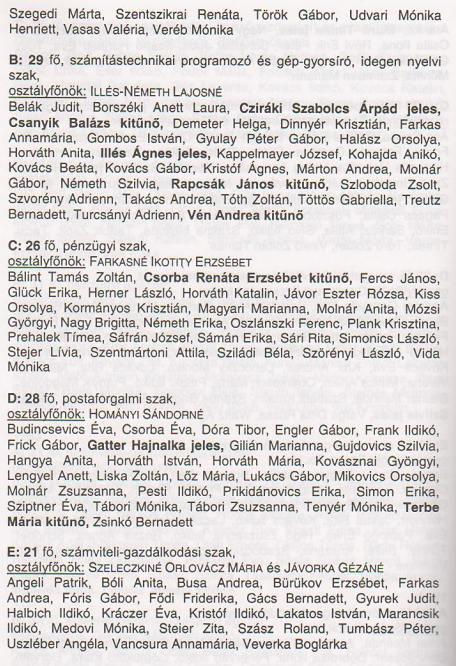 Szegedi Márta, Szentszikrai Renáta, Török Gábor, Udvari Mónika
Henriett, Vasas Valéria, Veréb Mónika
B: 29 fő, számítástechnikai programozó és gép-gyorsíró, idegen nyelvi
szak,
osztályfőnök: ILLÉS-NÉMETH LAJOSNÉ
Belák Judit, Borszéki Anett Laura, Cziráki Szabolcs Árpád jeles,
Csanyik Balázs kitűnő, Demeter Helga, Dinnyér Krisztián, Farkas
Annamária, Gombos István, Gyulay Péter Gábor, Halász Orsolya,
Horváth Anita, Illés Ágnes jeles, Kappelmayer József, Kohajda Anikó,
Kovács Beáta, Kovács Gábor, Kristóf Ágnes, Márton Andrea, Molnár
Gábor, Németh Szilvia, Rapcsák János kitűnő, Szloboda Zsolt,
Szvorény Adrienn, Takács Andrea, Tóth Zoltán, Töttös Gabriella, Treutz
Bernadett, Turcsányi Adrienn, Vén Andrea kitűnő
C: 26 fő, pénzügyi szak,
osztályfőnök: FARKASNÉ IKOTITY ERZSÉBET
Bálint Tamás Zoltán, Csorba Renáta Erzsébet kitűnő, Fercs János,
Glück Erika, Herner László, Horváth Katalin, Jávor Eszter Rózsa, Kiss
Orsolya, Kormányos Krisztián, Magyari Marianna, Molnár Anita, Mózsi
Györgyi, Nagy Brigitta, Németh Erika, Oszlánszki Ferenc, Plank Krisztina,
Prehalek Tímea, Sáfrán József, Sámán Erika, Sári Rita, Simonics László,
Stejer Lívia, Szentmártoni Attila, Sziládi Béla, Szörényi László, Vida
Mónika
D: 28 fő, postaforgalmi szak,
osztályfőnök: HOMÁNYI SÁNDORNÉ
Budincsevics Éva, Csorba Éva, Dóra Tibor, Engler Gábor, Frank Ildikó,
Frick Gábor, Gatter Hajnalka jeles, Gilián Marianna, Gujdovics Szilvia,
Hangya Anita, Horváth István, Horváth Mária, Kovásznai Gyöngyi,
Lengyel Anett, Liska Zoltán, Lőz Mária, Lukács Gábor, Mikovics Orsolya,
Molnár Zsuzsanna, Pesti Ildikó, Prikidánovics Erika, Simon Erika,
Sziptner Éva, Tábori Mónika, Tábori Zsuzsanna, Tenyér Mónika, Terbe
Mária kitűnő, Zsinkó Bernadett
E: 21 fő, számviteli-gazdálkodási szak,
osztályfőnök: SZELECZKINÉ ORLOVÁCZ MÁRIA és JÁVORKA GÉZÁNÉ
Angeli Patrik, Bóli Anita, Busa Andrea, Bürükov Erzsébet, Farkas
Andrea, Fóris Gábor, Fődi Friderika, Gács Bernadett, Gyurek Judit,
Halbich Ildikó, Kráczer Éva, Kristóf Ildikó, Lakatos István, Marancsik
Ildikó, Medovi Mónika, Steier Zita, Szász Roland, Tumbász Péter,
Uszléber Angéla, Vancsura Annamária, Veverka Boglárka